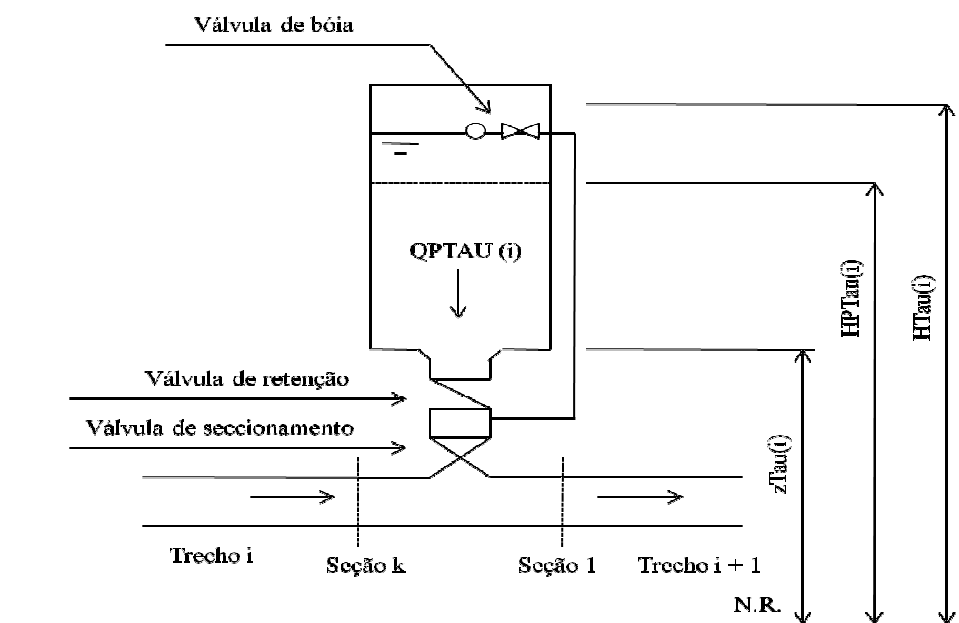 Válvula de bóia
QPTAU (i)
HPTau(i)
HTau(i)
Válvula de retenção
Válvula de seccionamento
zTau(i)
Trecho i
Seção k
Seção 1
Trecho i + 1
N.R.